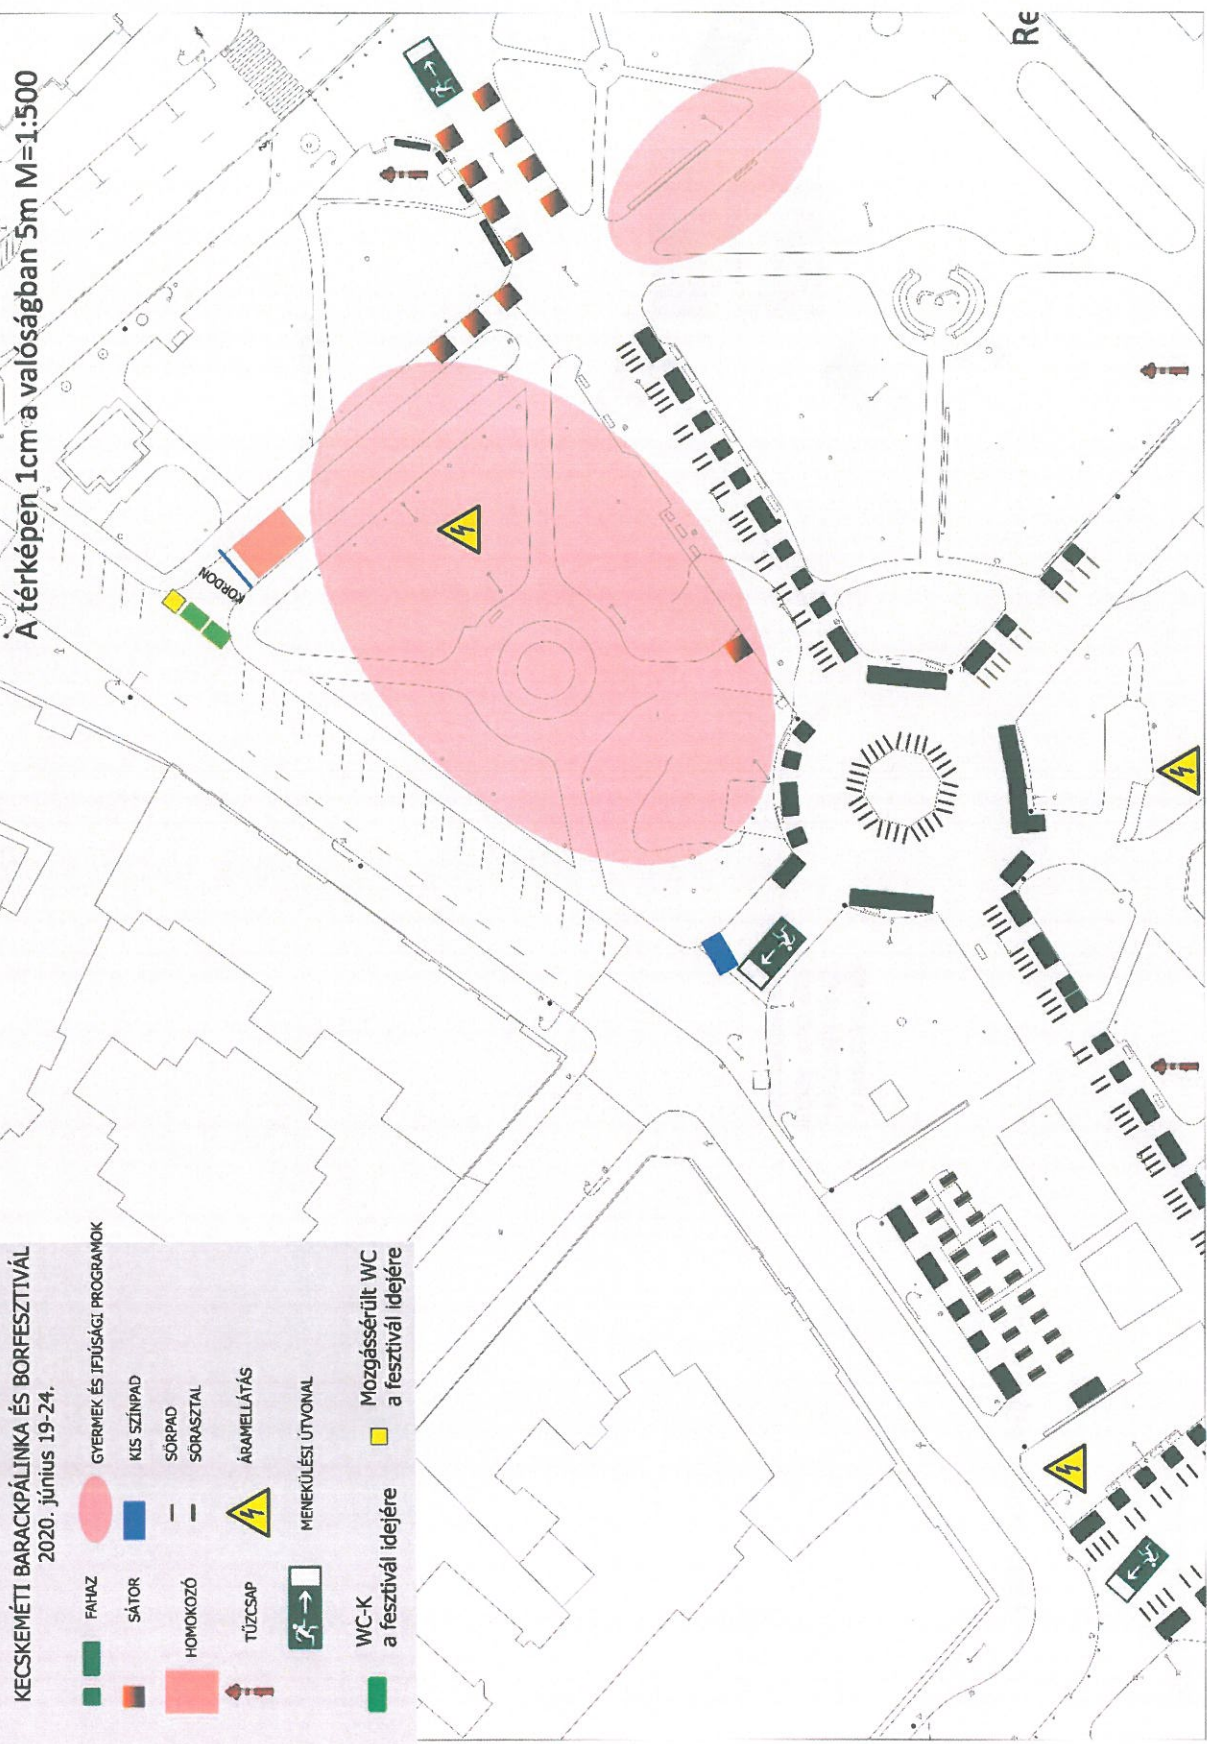 A térképen 1cm a valóságban 5m M=1:500
Re
KORDON
KECSKEMÉTI BARACKPÁLINKA ÉS BORFESZTIVÁL
2020. június 19-24.
FAHAZ
GYERMEK ÉS IFJÚSÁGI PROGRAMOK
SÁTOR
KIS SZÍNPAD
HOMOKOZÓ
SÖRPAD
SÖRASZTAL
TŰZCSAP
ÁRAMELLÁTÁS
MENEKÜLÉSI ÚTVONAL
WC-K
a fesztivál idejére
Mozgássérült WC
a fesztivál idejére